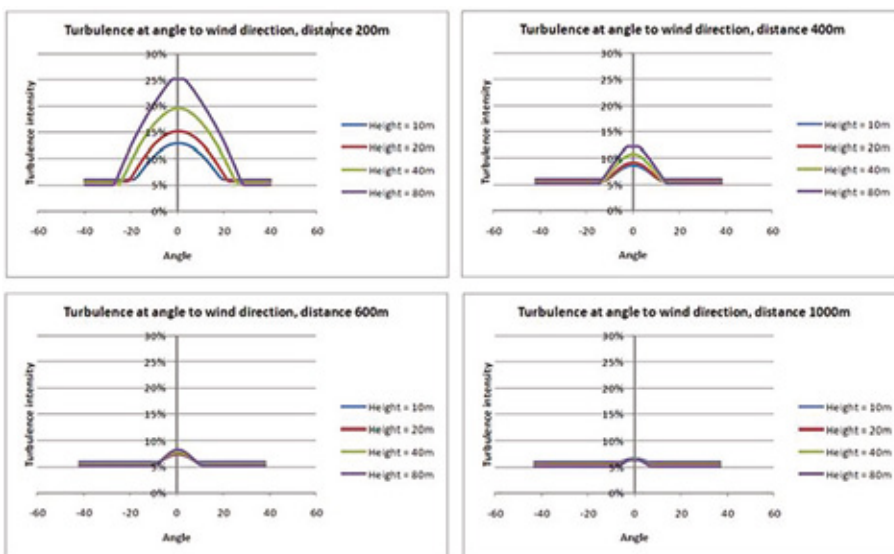 Turbulence at angle to wind direction, distance 200m
Turbulence intensity
30%
25%
20%
15%
10%
5%
0%
-60 -40 -20 0 20 40 60
Angle
Height = 10m
Height = 20m
Height = 40m
Height = 80m
Turbulence at angle to wind direction, distance 400m
Turbulence intensity
30%
25%
20%
15%
10%
5%
0%
-60 -40 -20 0 20 40 60
Angle
Height = 10m
Height = 20m
Height = 40m
Height = 80m
Turbulence at angle to wind direction, distance 600m
Turbulence intensity
30%
25%
20%
15%
10%
5%
0%
-60 -40 -20 0 20 40 60
Angle
Height = 10m
Height = 20m
Height = 40m
Height = 80m
Turbulence at angle to wind direction, distance 1000m
Turbulence intensity
30%
25%
20%
15%
10%
5%
0%
-60 -40 -20 0 20 40 60
Angle
Height = 10m
Height = 20m
Height = 40m
Height = 80m